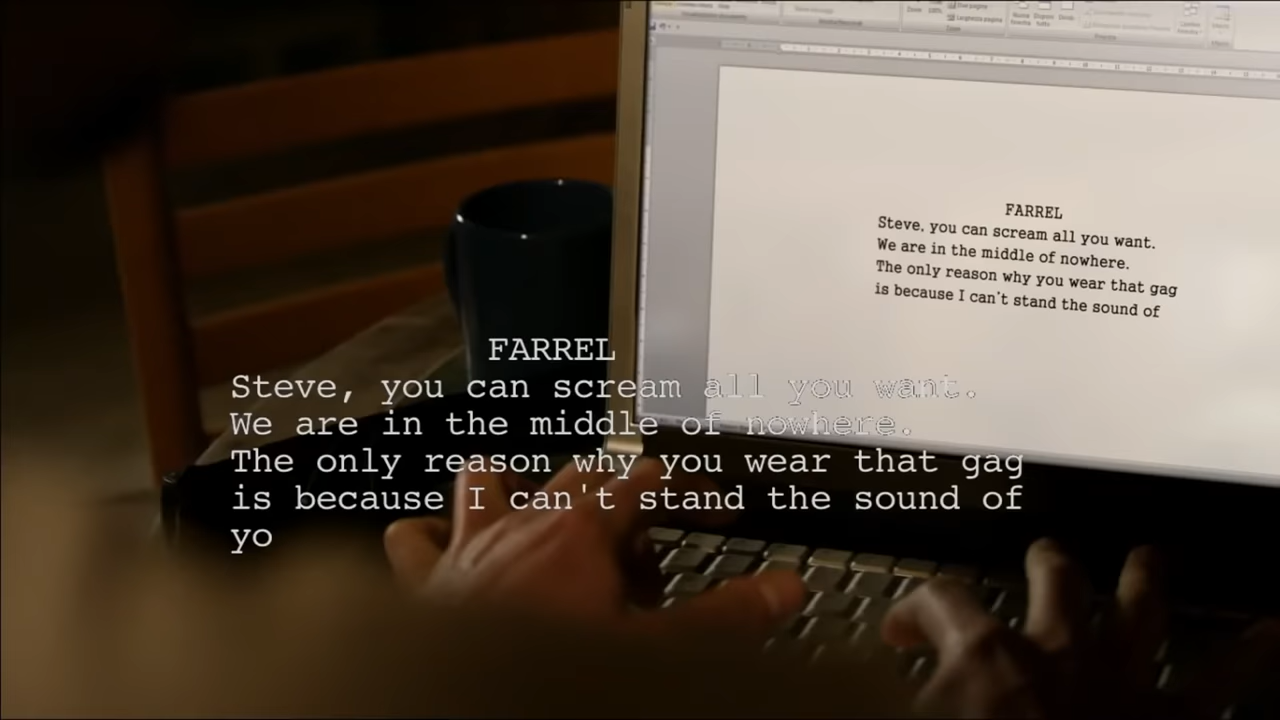 FARREL
Steve, you can scream all you want.
We are in the middle of nowhere.
The only reason why you wear that gag
is because I can't stand the sound of
FARREL
Steve, you can scream all you want.
We are in the middle of nowhere.
The only reason why you wear that gag
is because I can't stand the sound of
yo